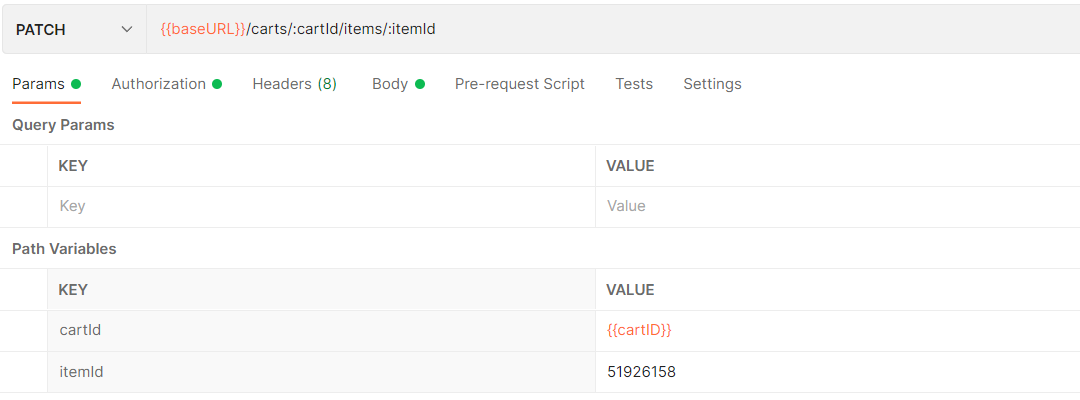 PATCH {{baseURL}}/carts/:cartId/items/:itemId
Params Authorization Headers (8) Body Pre-request Script Tests Settings
Query Params
KEY VALUE
Key Value
Path Variables
KEY VALUE
cartId {{cartID}}
itemId 51926158